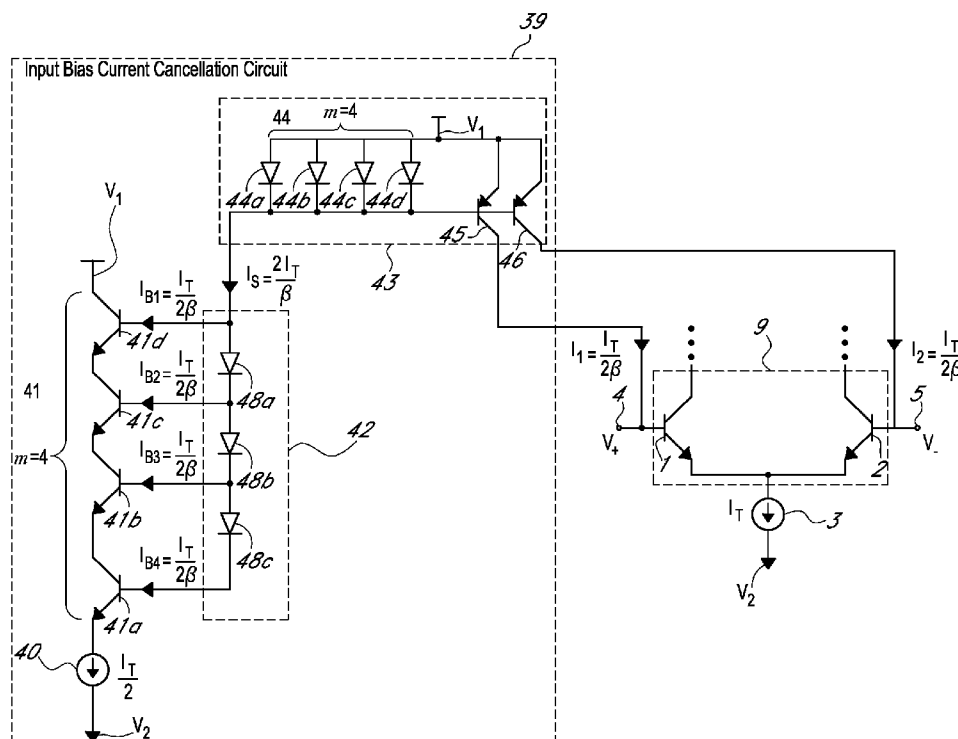 39
Input Bias Current Cancellation Circuit
44 m=4
V1
44a 44b 44c 44d
45 46
43
V1
IS = 2IT/β
IB1 = IT/2β
41d
48a
IB2 = IT/2β
41c
41
m=4
48b
42
IB3 = IT/2β
41b
48c
IB4 = IT/2β
41a
40
IT/2
V2
I1 = IT/2β
9
I2 = IT/2β
4
5
V+
1
2
V-
IT
3
V2